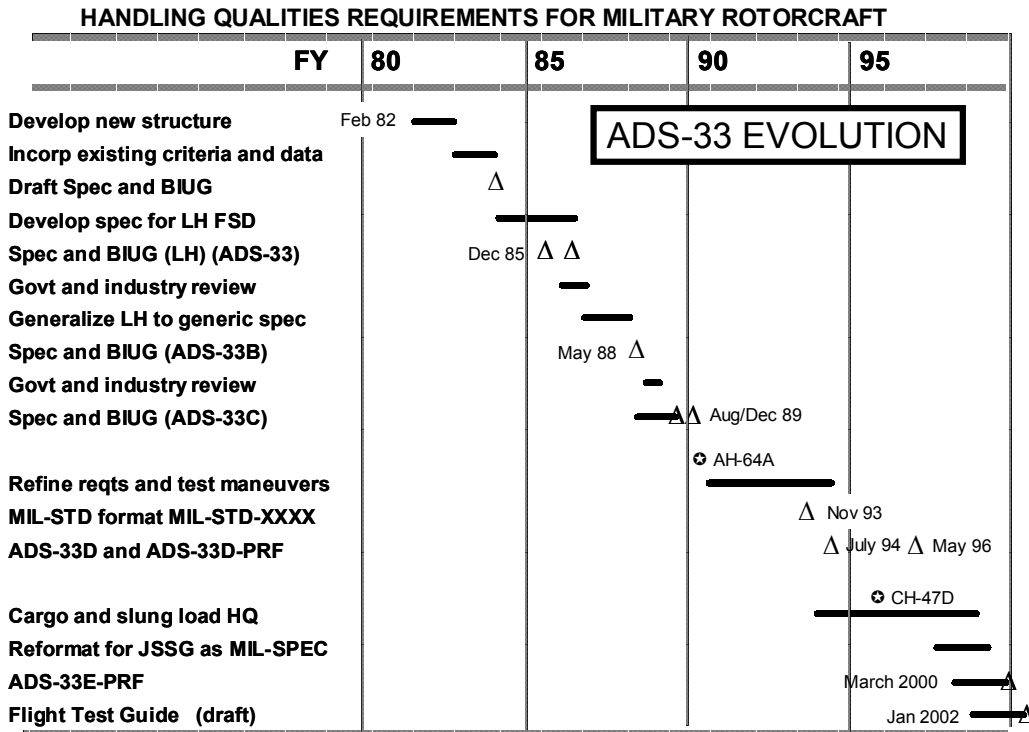 HANDLING QUALITIES REQUIREMENTS FOR MILITARY ROTORCRAFT
FY 80 85 90 95
ADS-33 EVOLUTION
Develop new structure Feb 82
Incorp existing criteria and data
Draft Spec and BIUG Δ
Develop spec for LH FSD
Spec and BIUG (LH) (ADS-33) Dec 85 Δ Δ
Govt and industry review
Generalize LH to generic spec
Spec and BIUG (ADS-33B) May 88 Δ
Govt and industry review
Spec and BIUG (ADS-33C) Δ Δ Aug/Dec 89
✪ AH-64A
Refine reqts and test maneuvers
MIL-STD format MIL-STD-XXXX Δ Nov 93
ADS-33D and ADS-33D-PRF Δ July 94 Δ May 96
✪ CH-47D
Cargo and slung load HQ
Reformat for JSSG as MIL-SPEC
ADS-33E-PRF March 2000 Δ
Flight Test Guide (draft) Jan 2002 Δ